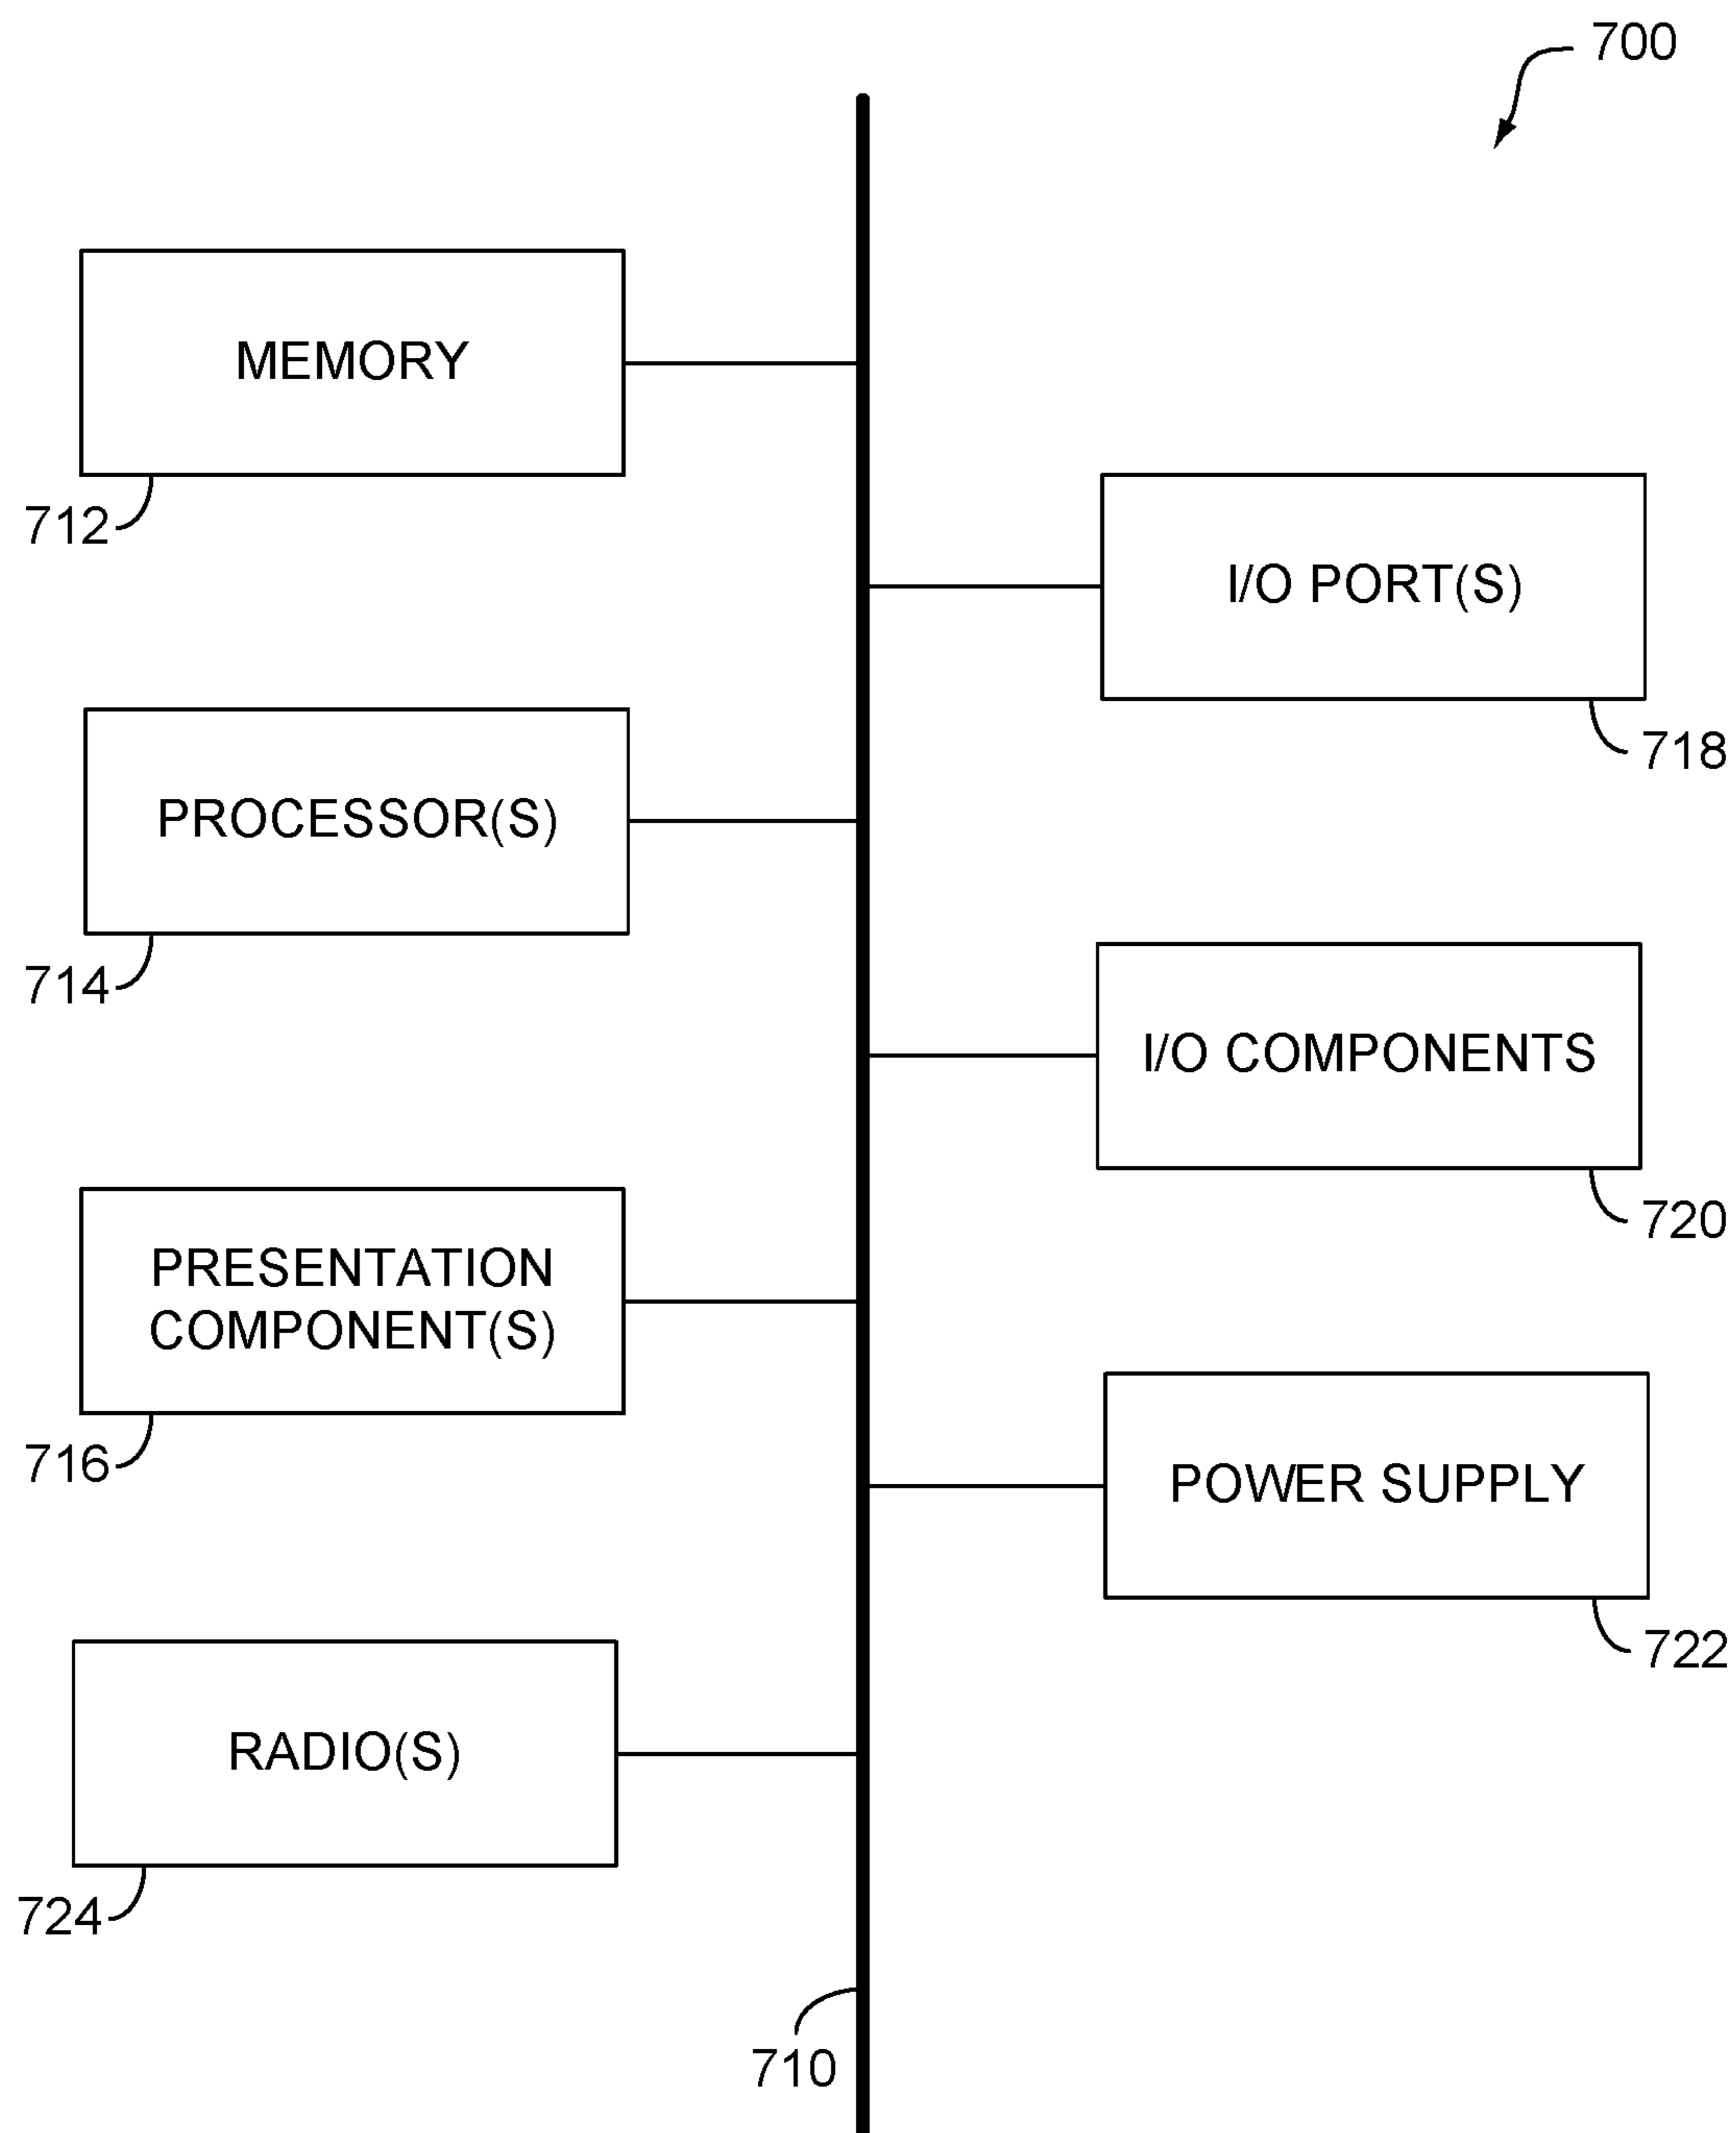 700
MEMORY
712
I/O PORT(S)
718
PROCESSOR(S)
714
I/O COMPONENTS
720
PRESENTATION
COMPONENT(S)
716
POWER SUPPLY
722
RADIO(S)
724
710